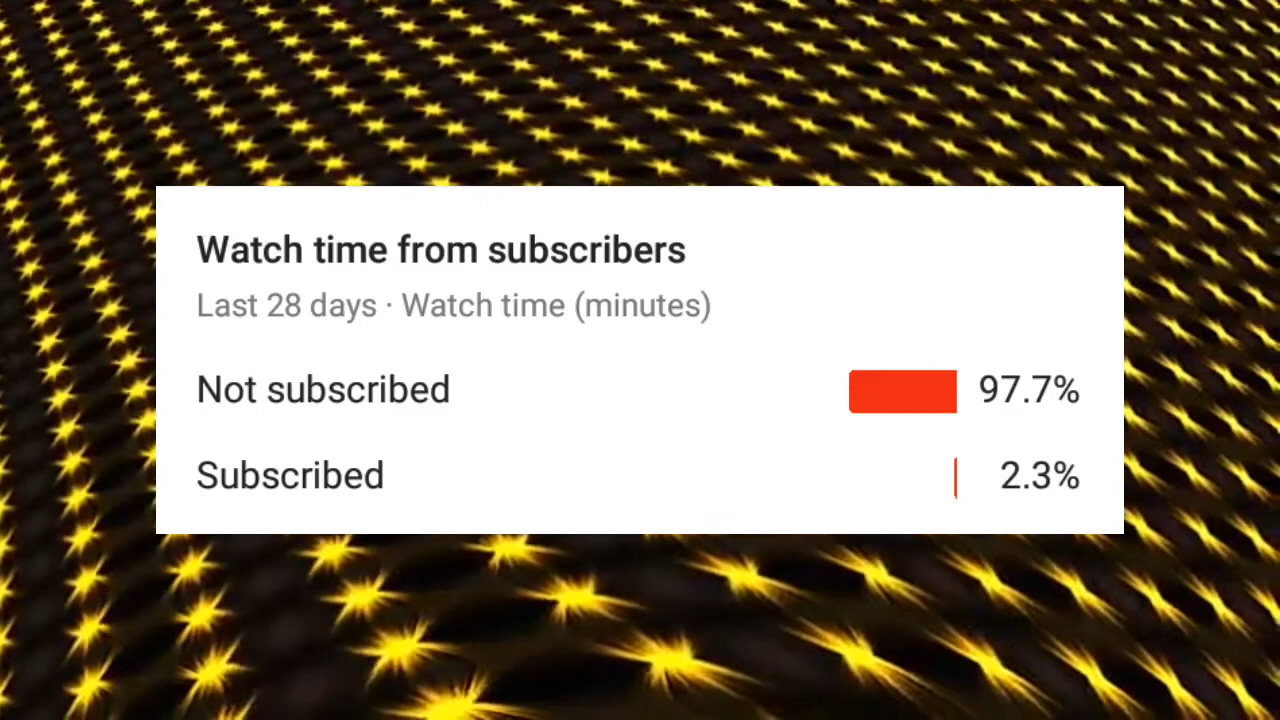 Watch time from subscribers
Last 28 days · Watch time (minutes)
Not subscribed 97.7%
Subscribed 2.3%